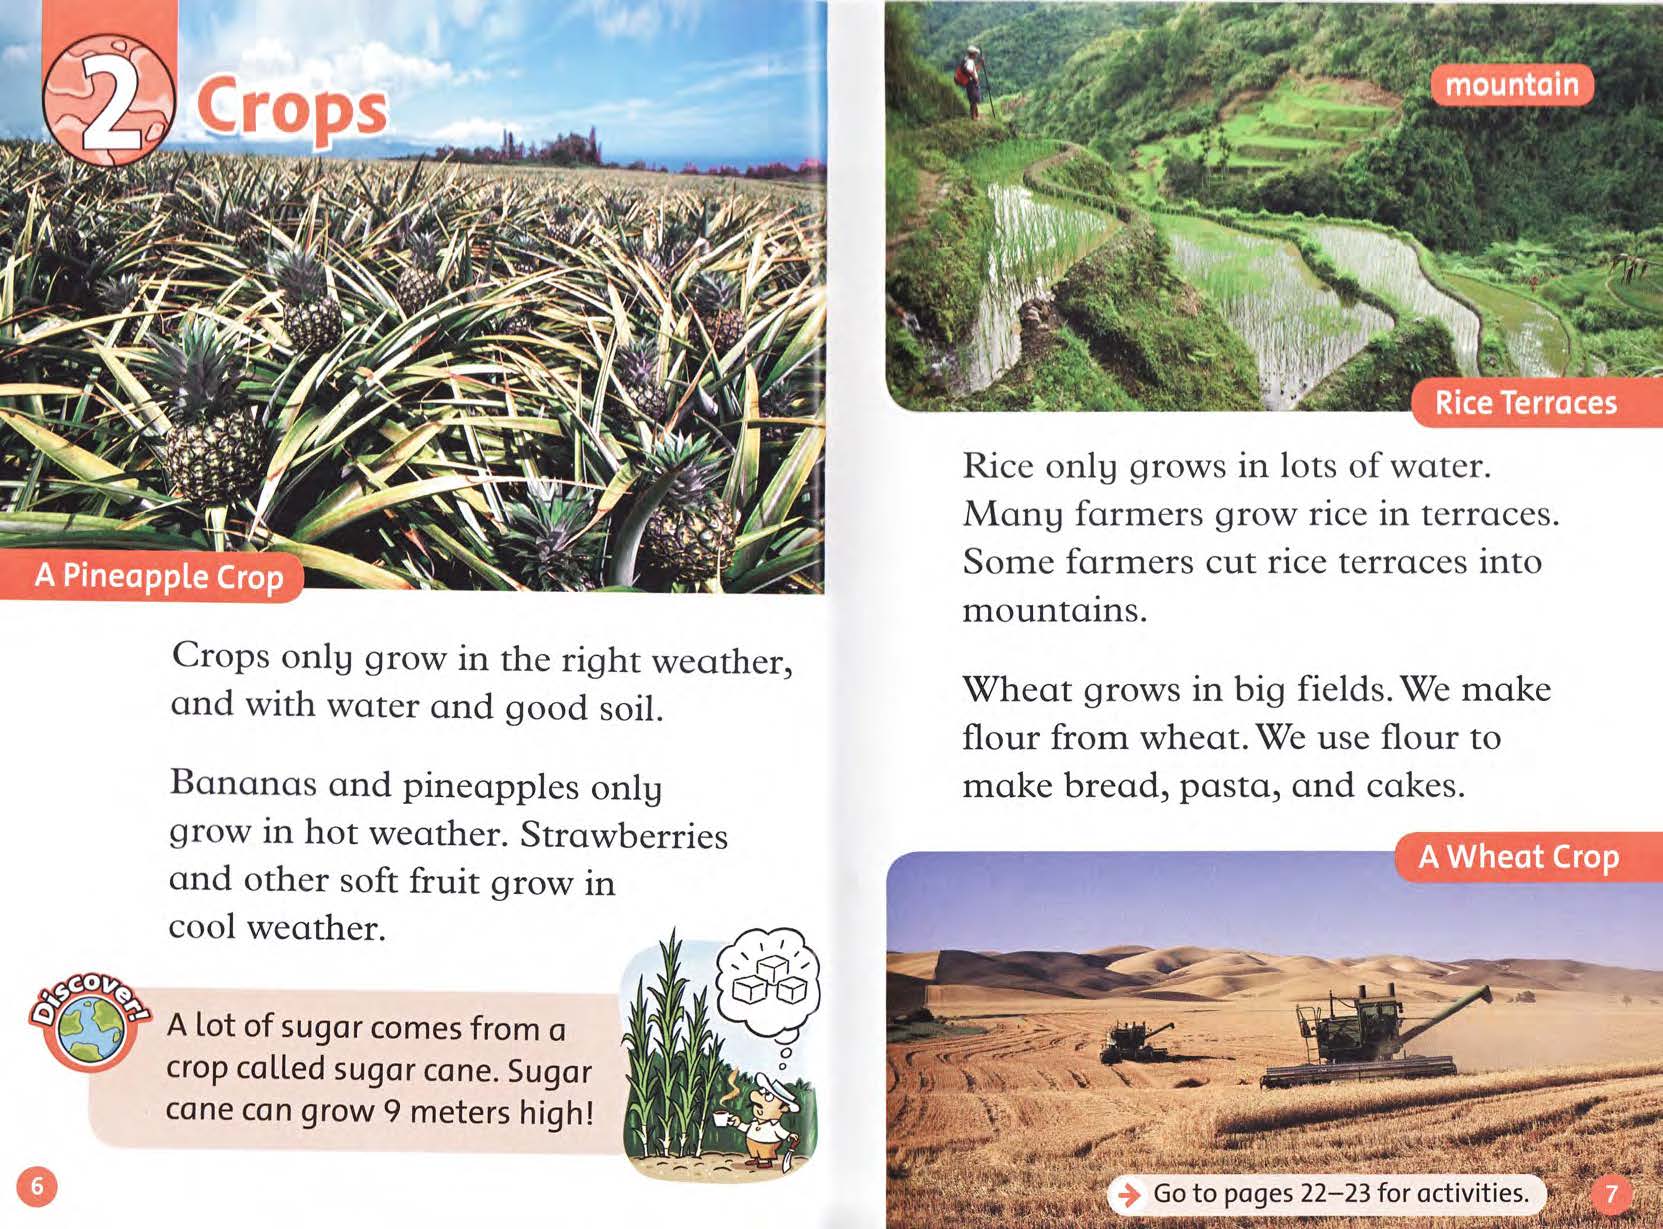 2 Crops
A Pineapple Crop
Crops only grow in the right weather,
and with water and good soil.
Bananas and pineapples only
grow in hot weather. Strawberries
and other soft fruit grow in
cool weather.
Discover!
A lot of sugar comes from a
crop called sugar cane. Sugar
cane can grow 9 meters high!
6
mountain
Rice Terraces
Rice only grows in lots of water.
Many farmers grow rice in terraces.
Some farmers cut rice terraces into
mountains.
Wheat grows in big fields. We make
flour from wheat. We use flour to
make bread, pasta, and cakes.
A Wheat Crop
Go to pages 22–23 for activities.
7